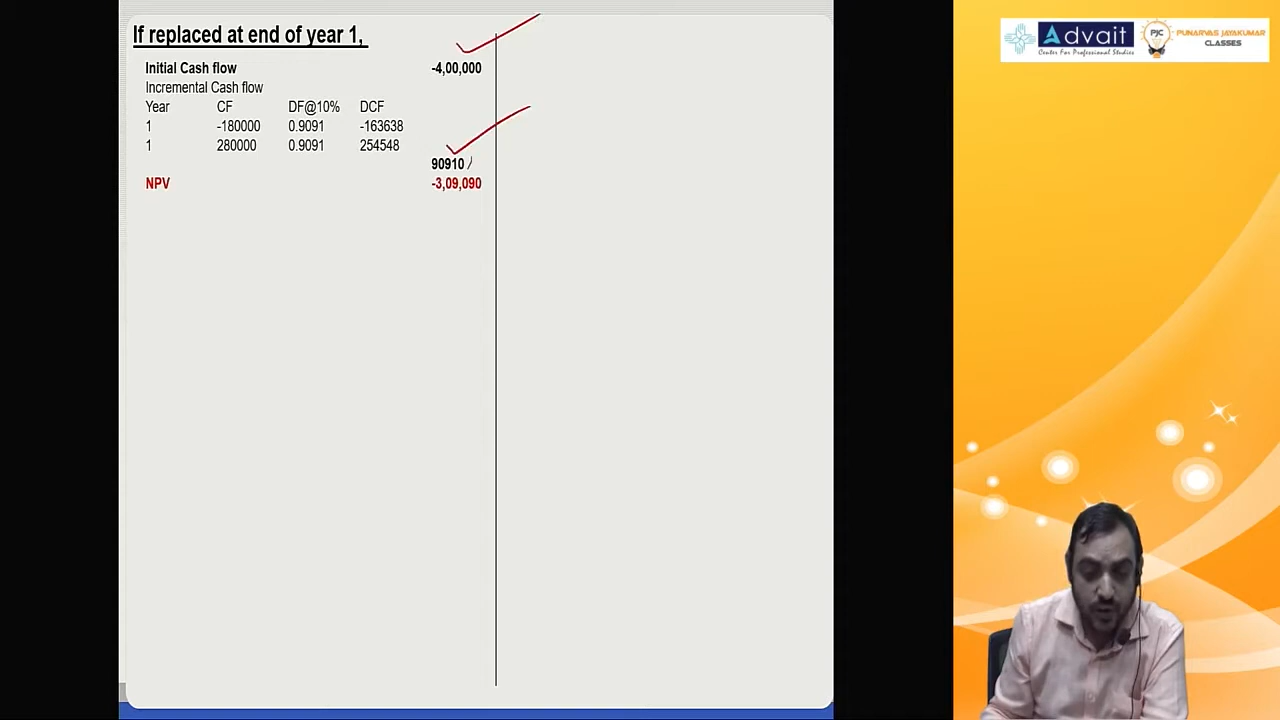 If replaced at end of year 1,
Initial Cash flow -4,00,000
Incremental Cash flow
Year CF DF@10% DCF
1 -180000 0.9091 -163638
1 280000 0.9091 254548
90910
NPV -3,09,090
Advait
Center For Professional Studies
PJC
PUNARVAS JAYAKUMAR
CLASSES